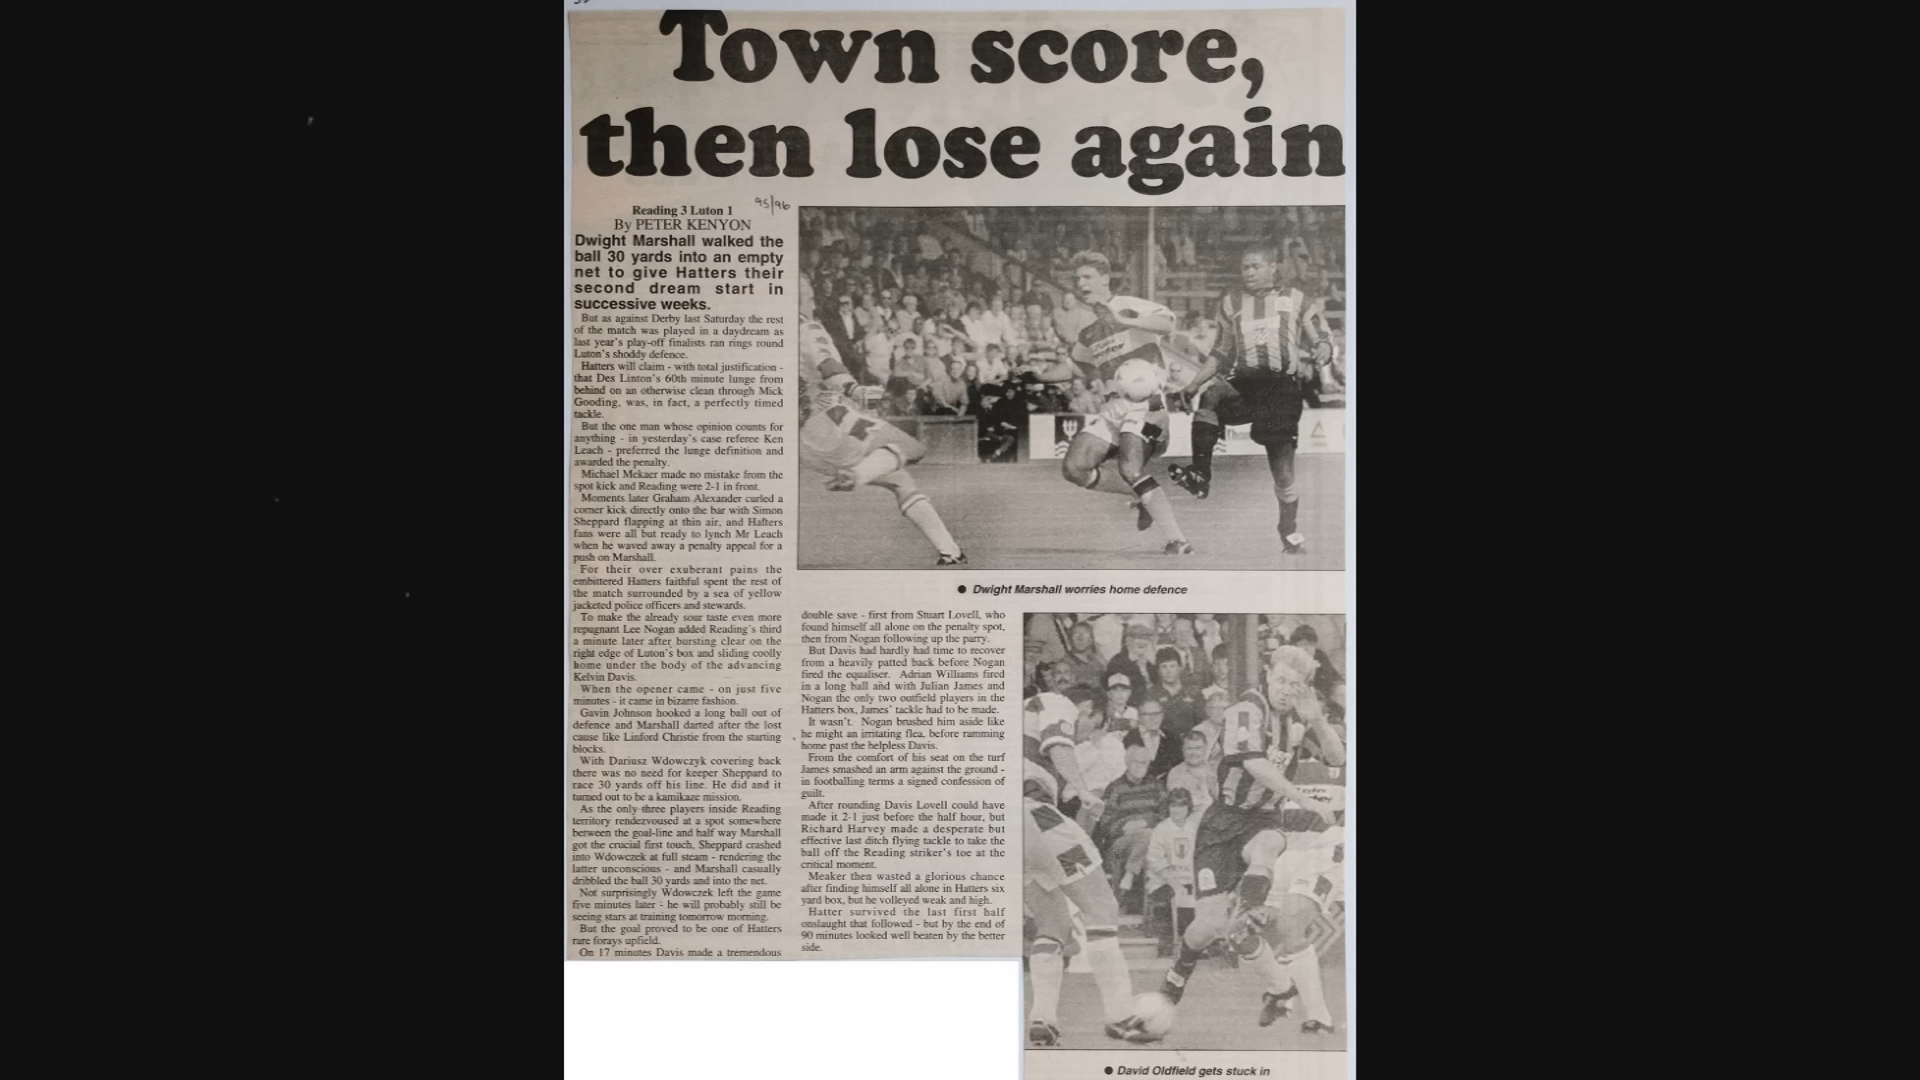 Town score,
then lose again
95/96
Reading 3 Luton 1
By PETER KENYON
Dwight Marshall walked the
ball 30 yards into an empty
net to give Hatters their
second dream start in
successive weeks.
But as against Derby last Saturday the rest
of the match was played in a daydream as
last year's play-off finalists ran rings round
Luton's shoddy defence.
Hatters will claim - with total justification -
that Des Linton's 60th minute lunge from
behind on an otherwise clean through Mick
Gooding, was, in fact, a perfectly timed
tackle.
But the one man whose opinion counts for
anything - in yesterday's case referee Ken
Leach - preferred the lunge definition and
awarded the penalty.
Michael Mekaer made no mistake from the
spot kick and Reading were 2-1 in front.
Moments later Graham Alexander curled a
corner kick directly onto the bar with Simon
Sheppard flapping at thin air, and Hatters
fans were all but ready to lynch Mr Leach
when he waved away a penalty appeal for a
push on Marshall.
For their over exuberant pains the
embittered Hatters faithful spent the rest of
the match surrounded by a sea of yellow
jacketed police officers and stewards.
To make the already sour taste even more
repugnant Lee Nogan added Reading's third
a minute later after bursting clear on the
right edge of Luton's box and sliding coolly
home under the body of the advancing
Kelvin Davis.
When the opener came - on just five
minutes - it came in bizarre fashion.
Gavin Johnson hooked a long ball out of
defence and Marshall darted after the lost
cause like Linford Christie from the starting
blocks.
With Dariusz Wdowczyk covering back
there was no need for keeper Sheppard to
race 30 yards off his line. He did and it
turned out to be a kamikaze mission.
As the only three players inside Reading
territory rendezvoused at a spot somewhere
between the goal-line and half way Marshall
got the crucial first touch, Sheppard crashed
into Wdowczek at full steam - rendering the
latter unconscious - and Marshall casually
dribbled the ball 30 yards and into the net.
Not surprisingly Wdowczek left the game
five minutes later - he will probably still be
seeing stars at training tomorrow morning.
But the goal proved to be one of Hatters
rare forays upfield.
On 17 minutes Davis made a tremendous
● Dwight Marshall worries home defence
double save - first from Stuart Lovell, who
found himself all alone on the penalty spot,
then from Nogan following up the parry.
But Davis had hardly had time to recover
from a heavily patted back before Nogan
fired the equaliser. Adrian Williams fired
in a long ball and with Julian James and
Nogan the only two outfield players in the
Hatters box, James' tackle had to be made.
It wasn't. Nogan brushed him aside like
he might an irritating flea, before ramming
home past the helpless Davis.
From the comfort of his seat on the turf
James smashed an arm against the ground -
in footballing terms a signed confession of
guilt.
After rounding Davis Lovell could have
made it 2-1 just before the half hour, but
Richard Harvey made a desperate but
effective last ditch flying tackle to take the
ball off the Reading striker's toe at the
critical moment.
Meaker then wasted a glorious chance
after finding himself all alone in Hatters six
yard box, but he volleyed weak and high.
Hatter survived the last first half
onslaught that followed - but by the end of
90 minutes looked well beaten by the better
side.
● David Oldfield gets stuck in